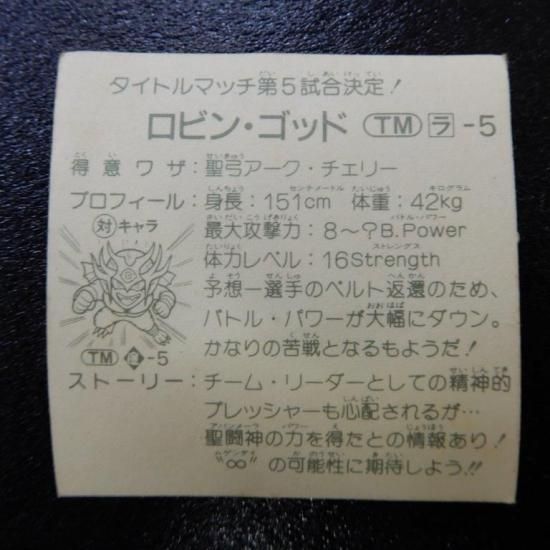 タイトルマッチ第5試合決定!
ロビン・ゴッド TM ラ-5
得意ワザ:聖弓アーク・チェリー
プロフィール:身長:151cm 体重:42kg
最大攻撃力:8〜?B.Power
体力レベル:16Strength
対キャラ
TM 魔-5
予想一選手のベルト返還のため、
バトル・パワーが大幅にダウン。
かなりの苦戦となるもようだ!
ストーリー:チーム・リーダーとしての精神的
プレッシャーも心配されるが…
聖闘神の力を得たとの情報あり!
"∞"の可能性に期待しよう!!